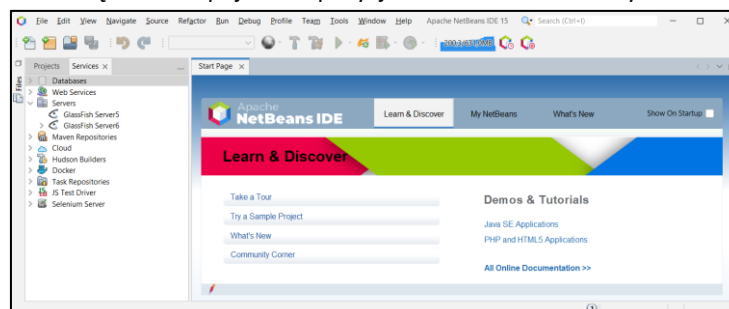 File Edit View Navigate Source Refactor Run Debug Profile Team Tools Window Help Apache NetBeans IDE 15 Search (Ctrl+I)
Projects Services
Start Page
Files
Databases
Web Services
Servers
GlassFish Server5
GlassFish Server6
Maven Repositories
Cloud
Hudson Builders
Docker
Task Repositories
JS Test Driver
Selenium Server
Apache
NetBeans IDE
Learn & Discover
My NetBeans
What's New
Show On Startup
Learn & Discover
Take a Tour
Try a Sample Project
What's New
Community Corner
Demos & Tutorials
Java SE Applications
PHP and HTML5 Applications
All Online Documentation >>